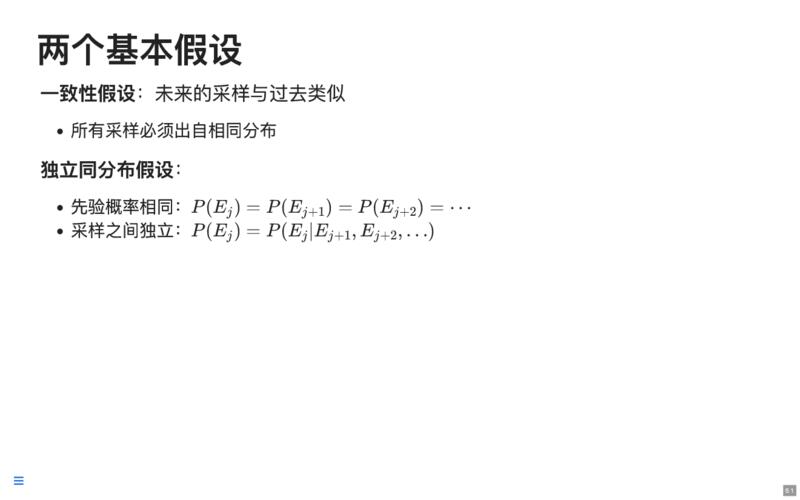 两个基本假设
一致性假设：未来的采样与过去类似
• 所有采样必须出自相同分布
独立同分布假设：
• 先验概率相同：P(E_j) = P(E_{j+1}) = P(E_{j+2}) = ⋯
• 采样之间独立：P(E_j) = P(E_j|E_{j+1}, E_{j+2}, …)
5.1